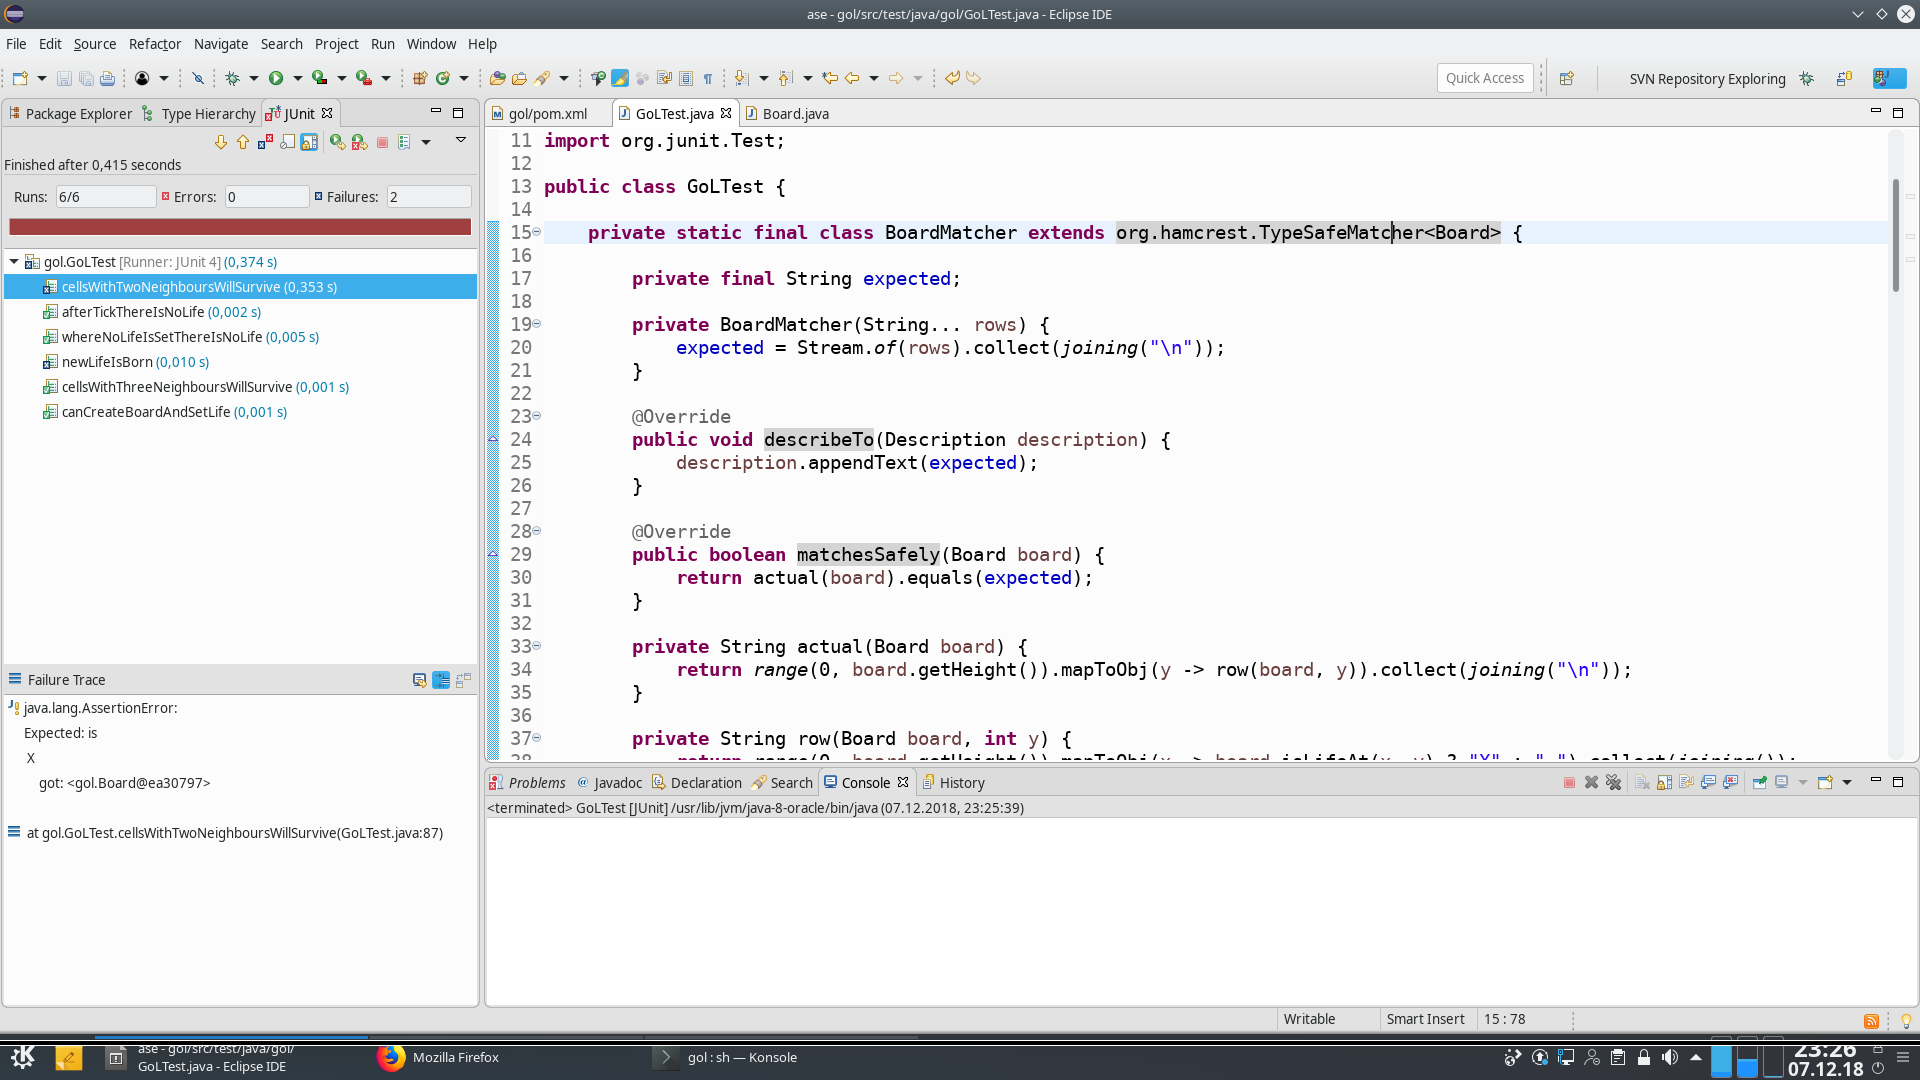 ase - gol/src/test/java/gol/GoLTest.java - Eclipse IDE
File Edit Source Refactor Navigate Search Project Run Window Help
Quick Access
SVN Repository Exploring
Package Explorer Type Hierarchy JUnit
Finished after 0,415 seconds
Runs: 6/6 Errors: 0 Failures: 2
gol.GoLTest [Runner: JUnit 4] (0,374 s)
cellsWithTwoNeighboursWillSurvive (0,353 s)
afterTickThereIsNoLife (0,002 s)
whereNoLifeIsSetThereIsNoLife (0,005 s)
newLifeIsBorn (0,010 s)
cellsWithThreeNeighboursWillSurvive (0,001 s)
canCreateBoardAndSetLife (0,001 s)
Failure Trace
java.lang.AssertionError:
Expected: is
X
got: <gol.Board@ea30797>
at gol.GoLTest.cellsWithTwoNeighboursWillSurvive(GoLTest.java:87)
gol/pom.xml GoLTest.java Board.java
11 import org.junit.Test;
12
13 public class GoLTest {
14
15 private static final class BoardMatcher extends org.hamcrest.TypeSafeMatcher<Board> {
16
17 private final String expected;
18
19 private BoardMatcher(String... rows) {
20 expected = Stream.of(rows).collect(joining("\n"));
21 }
22
23 @Override
24 public void describeTo(Description description) {
25 description.appendText(expected);
26 }
27
28 @Override
29 public boolean matchesSafely(Board board) {
30 return actual(board).equals(expected);
31 }
32
33 private String actual(Board board) {
34 return range(0, board.getHeight()).mapToObj(y -> row(board, y)).collect(joining("\n"));
35 }
36
37 private String row(Board board, int y) {
Problems Javadoc Declaration Search Console History
<terminated> GoLTest [JUnit] /usr/lib/jvm/java-8-oracle/bin/java (07.12.2018, 23:25:39)
Writable Smart Insert 15 : 78
ase - gol/src/test/java/gol/
GoLTest.java - Eclipse IDE
Mozilla Firefox
gol : sh — Konsole
23:26
07.12.18